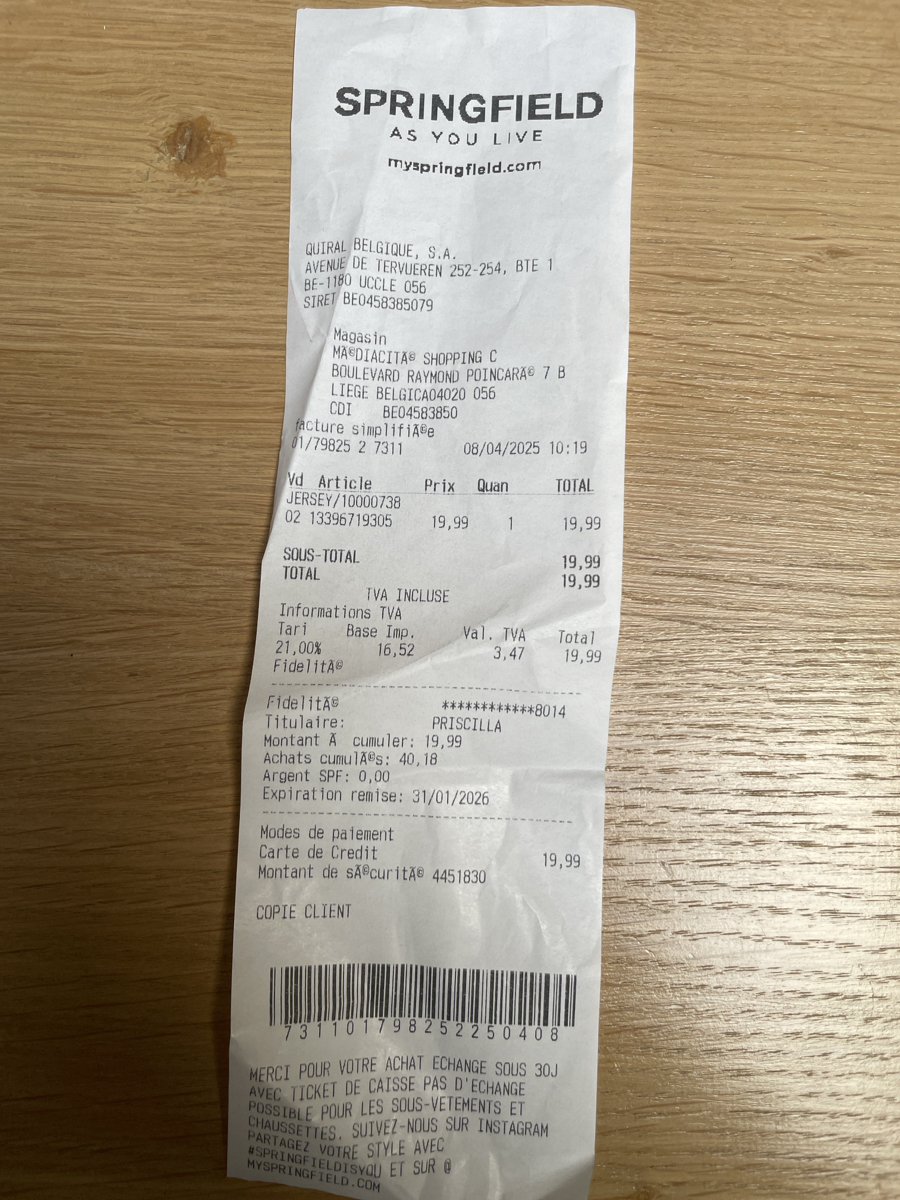 SPRINGFIELD
AS YOU LIVE
myspringfield.com
QUIRAL BELGIQUE, S.A.
AVENUE DE TERVUEREN 252-254, BTE 1
BE-1180 UCCLE 056
SIRET BE0458385079
Magasin
MÃ©DIACITÃ© SHOPPING C
BOULEVARD RAYMOND POINCARÃ© 7 B
LIEGE BELGICA04020 056
CDI BE04583850
facture simplifiÃ©e
01/79825 2 7311 08/04/2025 10:19
Vd Article Prix Quan TOTAL
JERSEY/10000738
02 13396719305 19,99 1 19,99
SOUS-TOTAL 19,99
TOTAL 19,99
TVA INCLUSE
Informations TVA
Tari Base Imp. Val. TVA Total
21,00% 16,52 3,47 19,99
FidelitÃ©
Fidelitã© ************8014
Titulaire: PRISCILLA
Montant Ã cumuler: 19,99
Achats cumulÃ©s: 40,18
Argent SPF: 0,00
Expiration remise: 31/01/2026
Modes de paiement
Carte de Credit 19,99
Montant de sÃ©curitÃ© 4451830
COPIE CLIENT
731101798252250408
MERCI POUR VOTRE ACHAT ECHANGE SOUS 30J
AVEC TICKET DE CAISSE PAS D'ECHANGE
POSSIBLE POUR LES SOUS-VETEMENTS ET
CHAUSSETTES. SUIVEZ-NOUS SUR INSTAGRAM
PARTAGEZ VOTRE STYLE AVEC
#SPRINGFIELDISYOU ET SUR @
MYSPRINGFIELD.COM